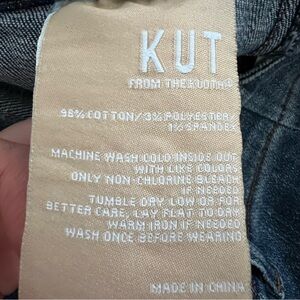 KUT
FROM THE KLOTH
96% COTTON/3% POLYESTER/
1% SPANDEX
MACHINE WASH COLD INSIDE OUT
WITH LIKE COLORS
ONLY NON-CHLORINE BLEACH
IF NEEDED
TUMBLE DRY LOW OR FOR
BETTER CARE, LAY FLAT TO DRY
WARM IRON IF NEEDED
WASH ONCE BEFORE WEARING
MADE IN CHINA